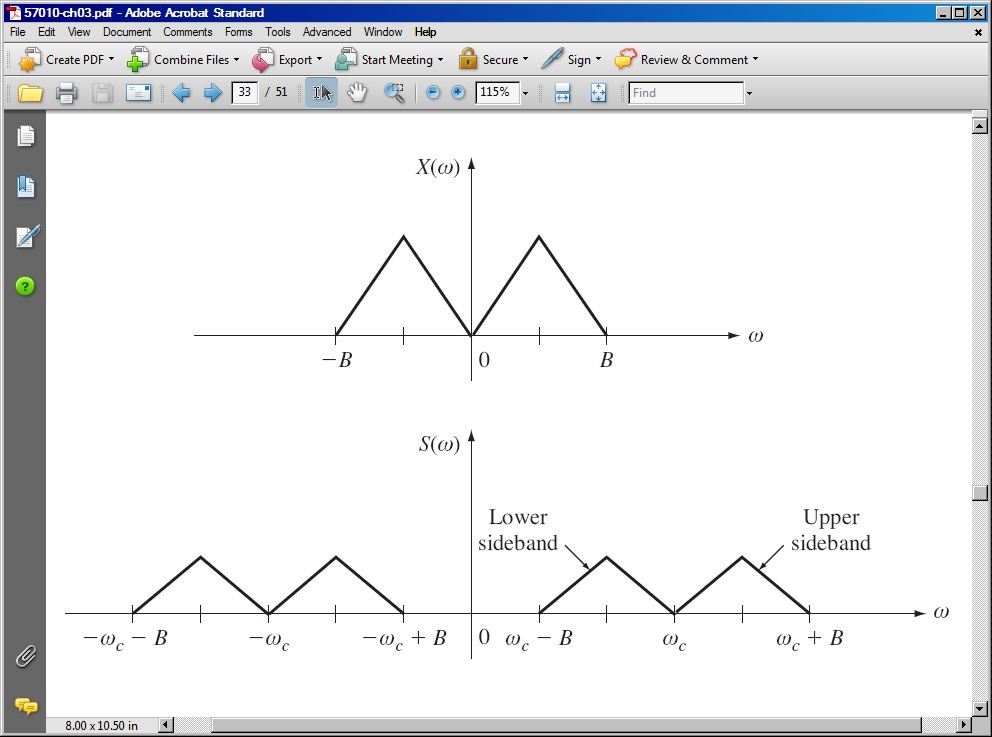 57010-ch03.pdf - Adobe Acrobat Standard
File Edit View Document Comments Forms Tools Advanced Window Help
Create PDF Combine Files Export Start Meeting Secure Sign Review & Comment
33 / 51 115% Find
X(ω)
ω
−B 0 B
S(ω)
Lower
sideband
Upper
sideband
ω
−ω_c − B −ω_c −ω_c + B 0 ω_c − B ω_c ω_c + B
8.00 x 10.50 in